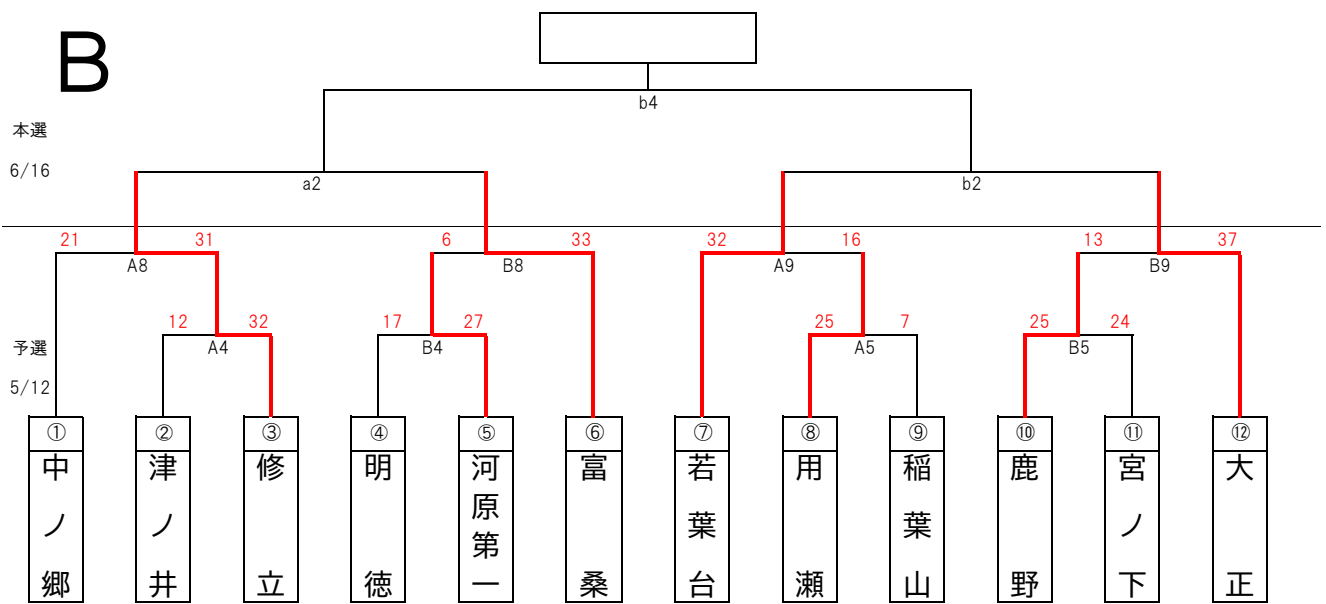 B
b4
本選
6/16
a2
b2
21
31
6
33
32
16
13
37
A8
B8
A9
B9
12
32
17
27
25
7
25
24
A4
B4
A5
B5
予選
5/12
① ② ③ ④ ⑤ ⑥ ⑦ ⑧ ⑨ ⑩ ⑪ ⑫
中ノ郷
津ノ井
修立
明徳
河原第一
富桑
若葉台
用瀬
稲葉山
鹿野
宮ノ下
大正